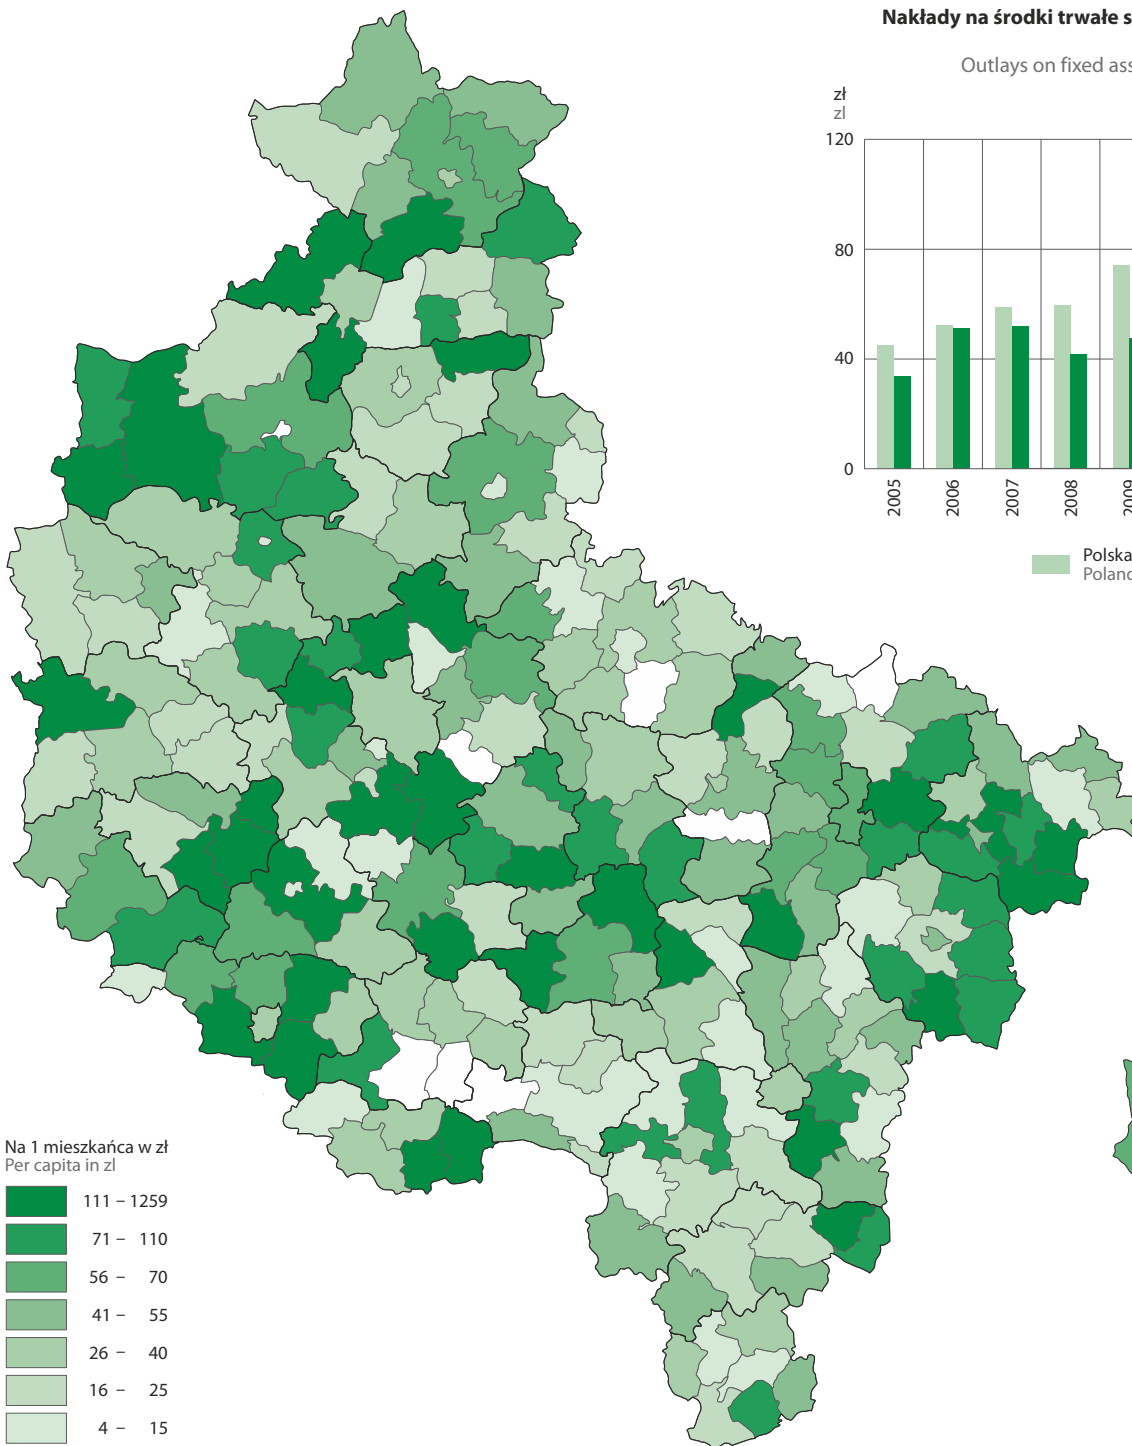 Nakłady na środki trwałe s
Outlays on fixed ass
zł
zl
120
80
40
0
2005
2006
2007
2008
2009
Polska
Poland
Na 1 mieszkańca w zł
Per capita in zl
111 – 1259
71 – 110
56 – 70
41 – 55
26 – 40
16 – 25
4 – 15